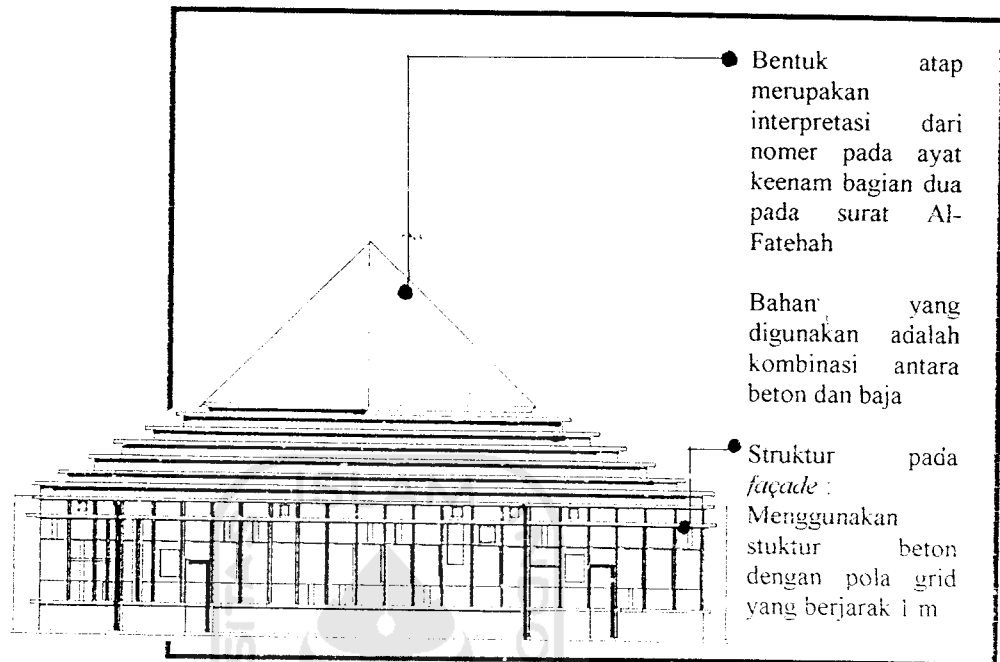 Bentuk atap
merupakan
interpretasi dari
nomer pada ayat
keenam bagian dua
pada surat Al-
Fatehah
Bahan yang
digunakan adalah
kombinasi antara
beton dan baja
Struktur pada
façade :
Menggunakan
stuktur beton
dengan pola grid
yang berjarak 1 m